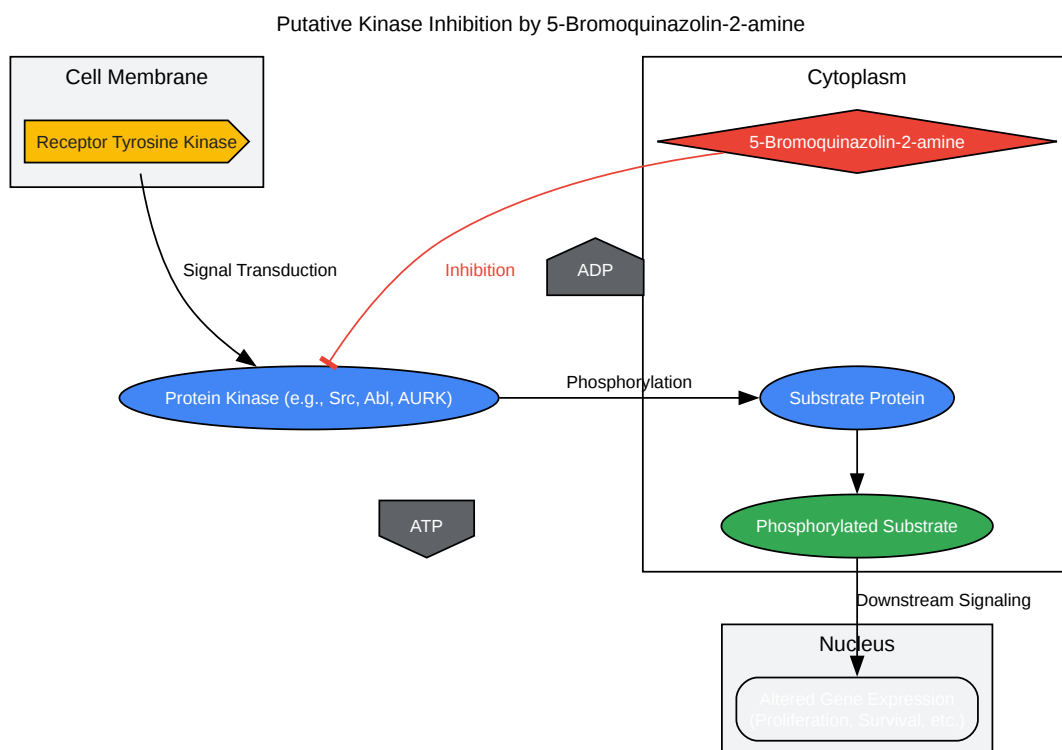 Putative Kinase Inhibition by 5-Bromoquinazolin-2-amine
Cell Membrane
Cytoplasm
Receptor Tyrosine Kinase
5-Bromoquinazolin-2-amine
Signal Transduction
Inhibition
ADP
Protein Kinase (e.g., Src, Abl, AURK)
Phosphorylation
Substrate Protein
ATP
Phosphorylated Substrate
Downstream Signaling
Nucleus
Altered Gene Expression
(Proliferation, Survival, etc.)